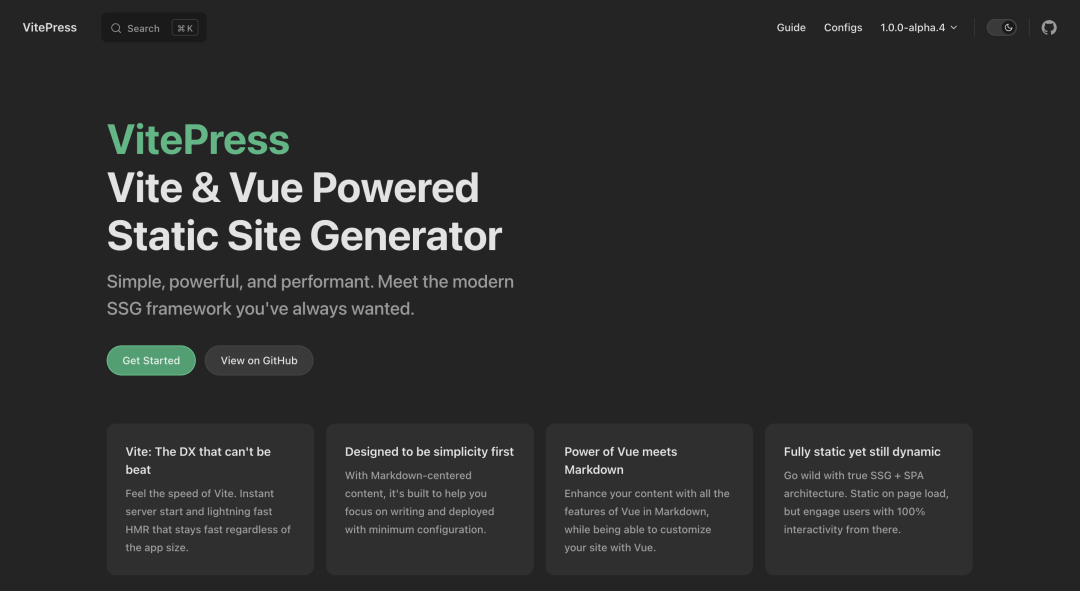 VitePress
Search ⌘ K
Guide Configs 1.0.0-alpha.4
VitePress
Vite & Vue Powered
Static Site Generator
Simple, powerful, and performant. Meet the modern
SSG framework you've always wanted.
Get Started View on GitHub
Vite: The DX that can't be
beat
Feel the speed of Vite. Instant
server start and lightning fast
HMR that stays fast regardless of
the app size.
Designed to be simplicity first
With Markdown-centered
content, it's built to help you
focus on writing and deployed
with minimum configuration.
Power of Vue meets
Markdown
Enhance your content with all the
features of Vue in Markdown,
while being able to customize
your site with Vue.
Fully static yet still dynamic
Go wild with true SSG + SPA
architecture. Static on page load,
but engage users with 100%
interactivity from there.